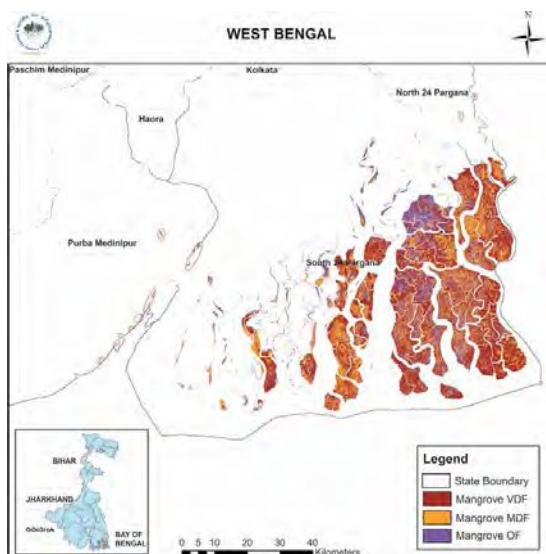 WEST BENGAL
N
Paschim Medinipur
Kolkata
North 24 Pargana
Haora
Purba Medinipur
South 24 Pargana
BIHAR
JHARKHAND
BAY OF
BENGAL
Legend
State Boundary
Mangrove VDF
Mangrove MDF
Mangrove OF
0 5 10 20 30 40
Kilometers